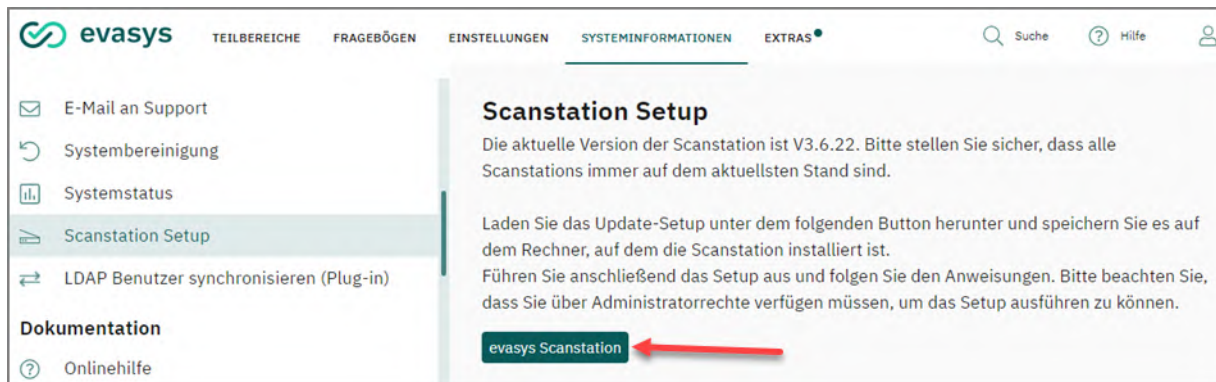 evasys
TEILBEREICHE FRAGEBÖGEN EINSTELLUNGEN SYSTEMINFORMATIONEN EXTRAS Suche Hilfe
E-Mail an Support
Systembereinigung
Systemstatus
Scanstation Setup
LDAP Benutzer synchronisieren (Plug-in)
Dokumentation
Onlinehilfe
Scanstation Setup
Die aktuelle Version der Scanstation ist V3.6.22. Bitte stellen Sie sicher, dass alle
Scanstations immer auf dem aktuellsten Stand sind.
Laden Sie das Update-Setup unter dem folgenden Button herunter und speichern Sie es auf
dem Rechner, auf dem die Scanstation installiert ist.
Führen Sie anschließend das Setup aus und folgen Sie den Anweisungen. Bitte beachten Sie,
dass Sie über Administratorrechte verfügen müssen, um das Setup ausführen zu können.
evasys Scanstation